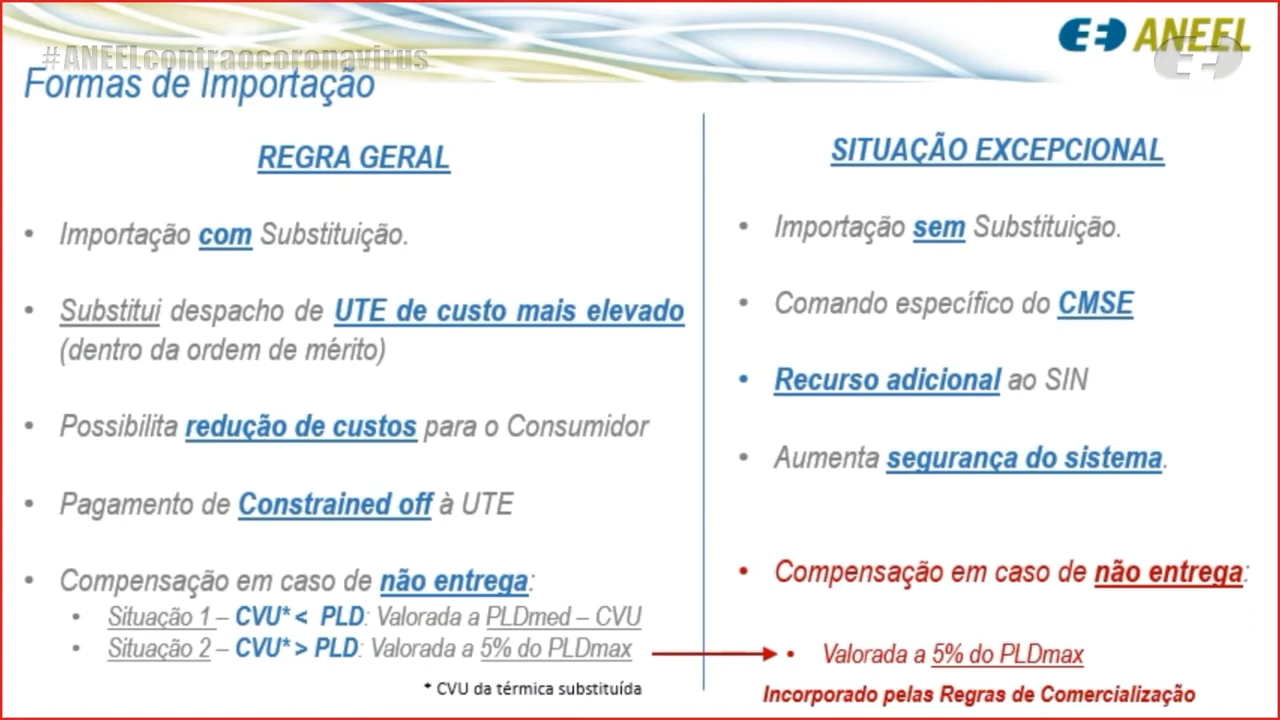 #ANEELcontraocoronavirus
ANEEL
Formas de Importação
REGRA GERAL
• Importação com Substituição.
• Substitui despacho de UTE de custo mais elevado
(dentro da ordem de mérito)
• Possibilita redução de custos para o Consumidor
• Pagamento de Constrained off à UTE
• Compensação em caso de não entrega:
• Situação 1 – CVU* < PLD: Valorada a PLDmed – CVU
• Situação 2 – CVU* > PLD: Valorada a 5% do PLDmax
* CVU da térmica substituída
SITUAÇÃO EXCEPCIONAL
• Importação sem Substituição.
• Comando específico do CMSE
• Recurso adicional ao SIN
• Aumenta segurança do sistema.
• Compensação em caso de não entrega:
• Valorada a 5% do PLDmax
Incorporado pelas Regras de Comercialização